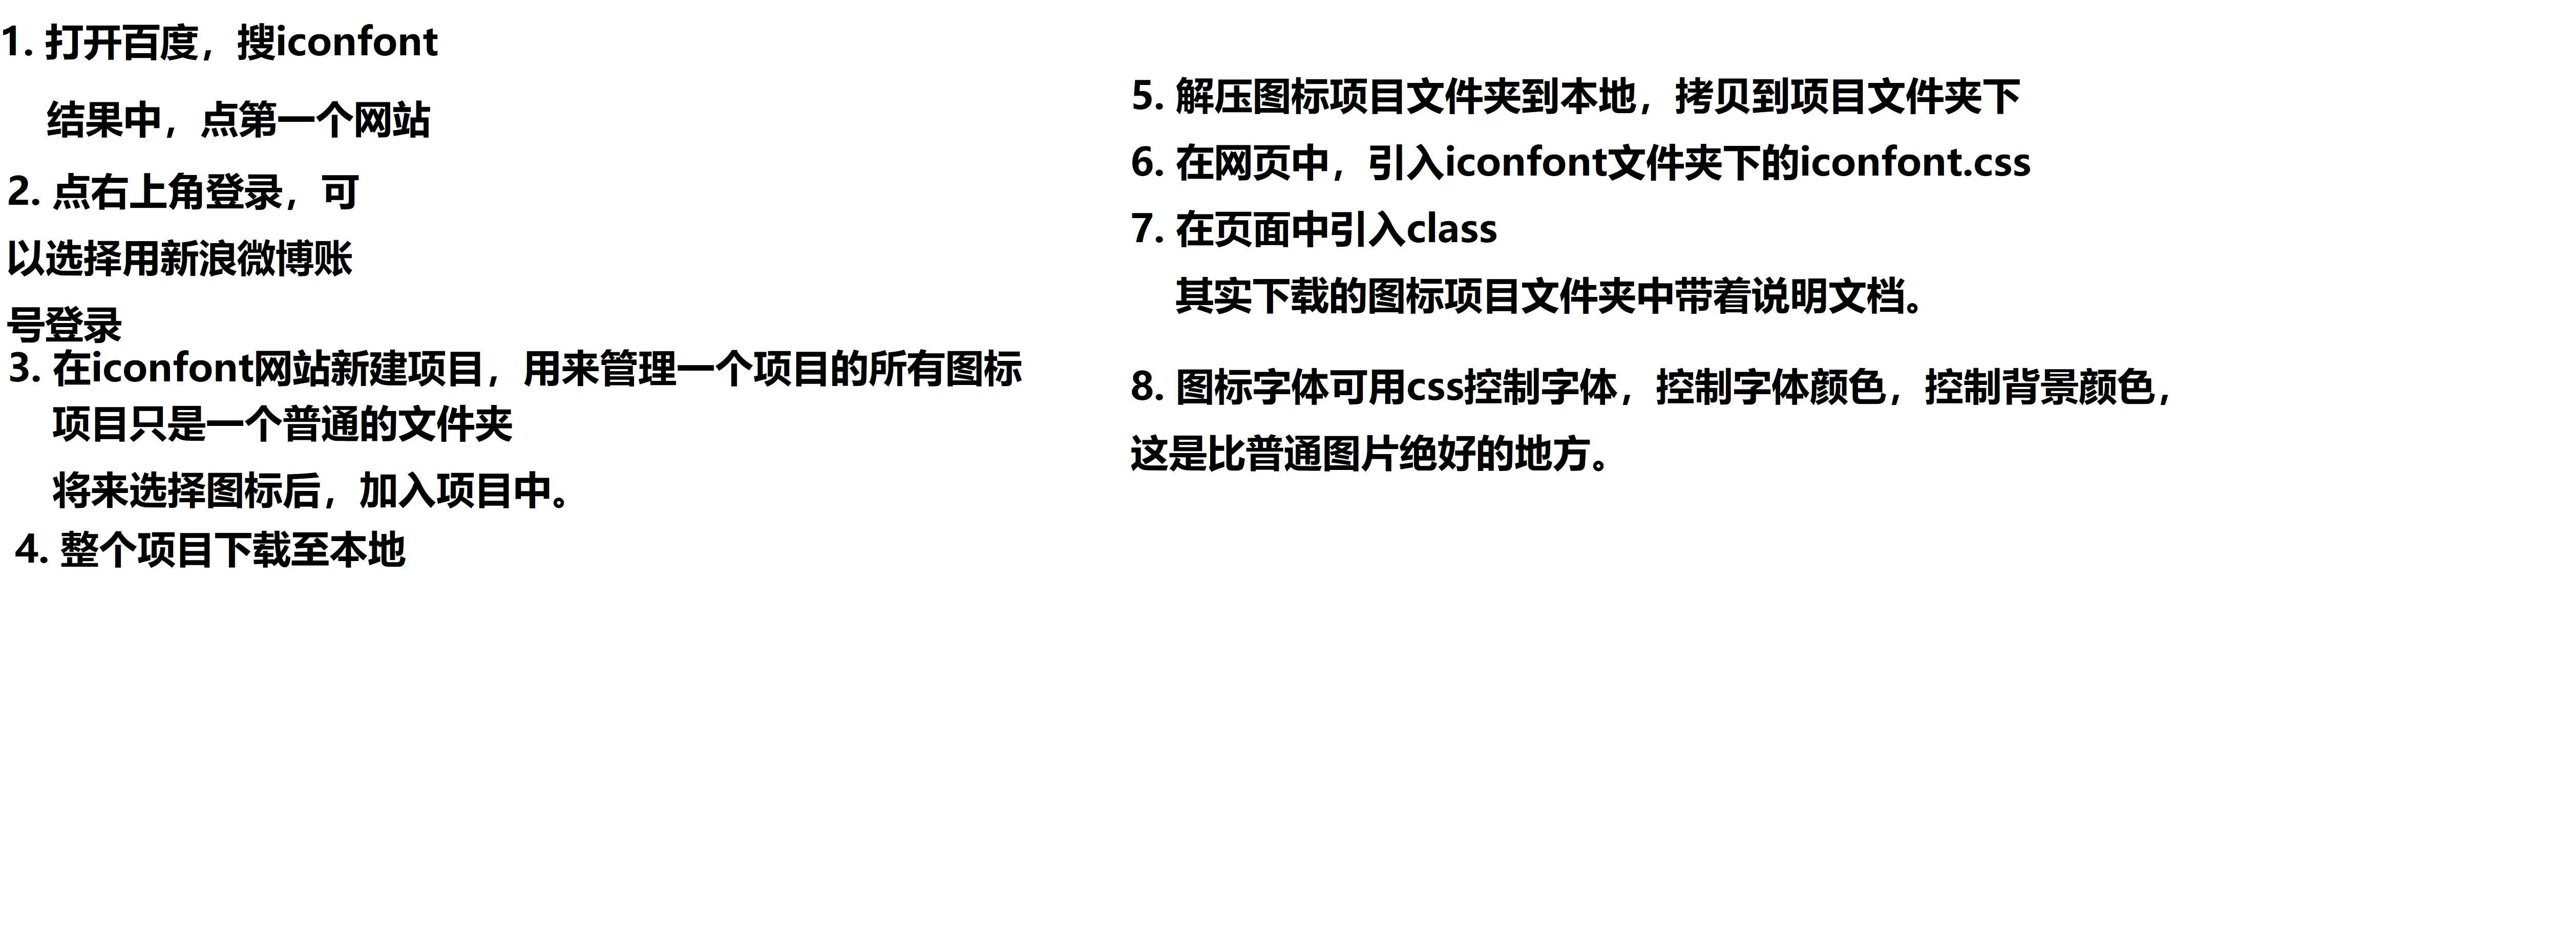 1. 打开百度，搜iconfont
结果中，点第一个网站
2. 点右上角登录，可
以选择用新浪微博账
号登录
3. 在iconfont网站新建项目，用来管理一个项目的所有图标
项目只是一个普通的文件夹
将来选择图标后，加入项目中。
4. 整个项目下载至本地
5. 解压图标项目文件夹到本地，拷贝到项目文件夹下
6. 在网页中，引入iconfont文件夹下的iconfont.css
7. 在页面中引入class
其实下载的图标项目文件夹中带着说明文档。
8. 图标字体可用css控制字体，控制字体颜色，控制背景颜色，
这是比普通图片绝好的地方。